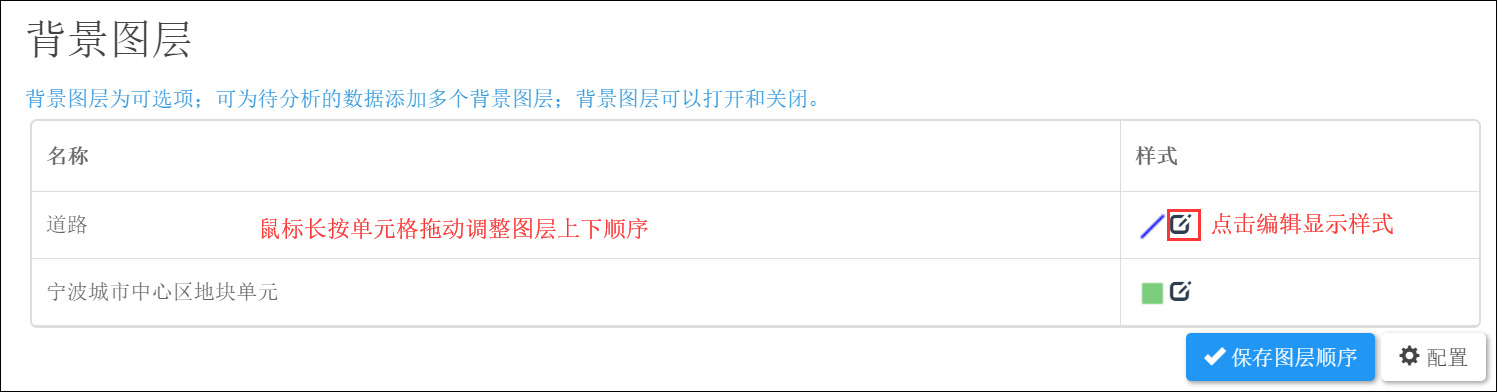 背景图层
背景图层为可选项；可为待分析的数据添加多个背景图层；背景图层可以打开和关闭。
名称
样式
道路
鼠标长按单元格拖动调整图层上下顺序
点击编辑显示样式
宁波城市中心区地块单元
保存图层顺序
配置